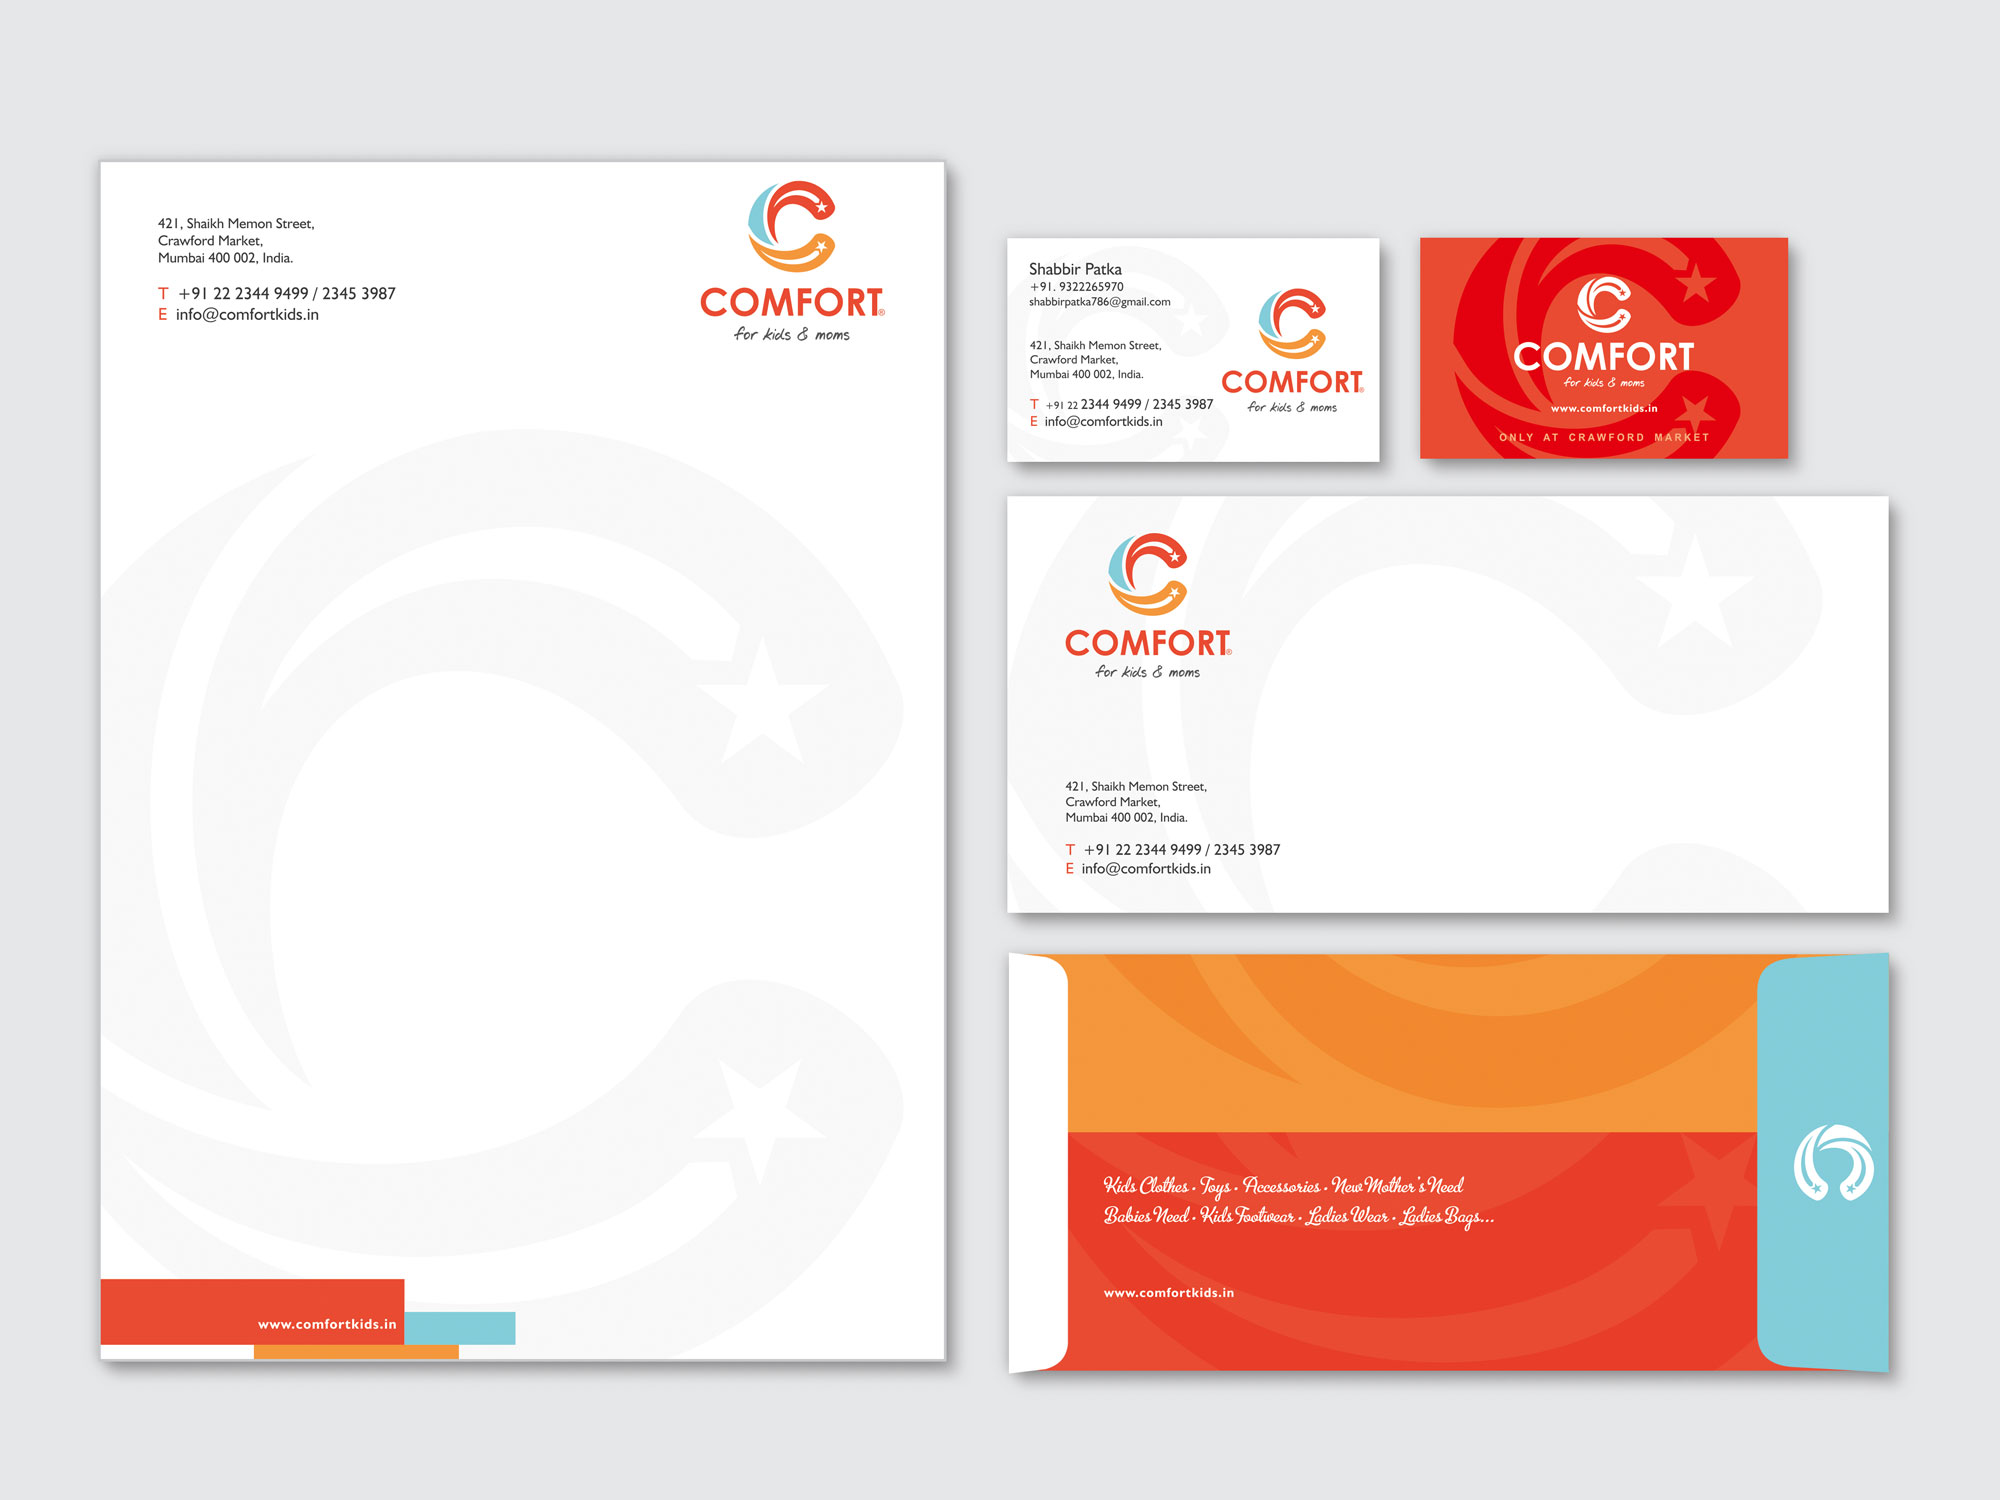 421, Shaikh Memon Street,
Crawford Market,
Mumbai 400 002, India.
T +91 22 2344 9499 / 2345 3987
E info@comfortkids.in
COMFORT®
for kids & moms
www.comfortkids.in
Shabbir Patka
+91. 9322265970
shabbirpatka786@gmail.com
421, Shaikh Memon Street,
Crawford Market,
Mumbai 400 002, India.
T +91 22 2344 9499 / 2345 3987
E info@comfortkids.in
COMFORT®
for kids & moms
COMFORT
for kids & moms
www.comfortkids.in
ONLY AT CRAWFORD MARKET
COMFORT®
for kids & moms
421, Shaikh Memon Street,
Crawford Market,
Mumbai 400 002, India.
T +91 22 2344 9499 / 2345 3987
E info@comfortkids.in
Kids Clothes • Toys • Accessories • New Mother's Need
Babies Need • Kids Footwear • Ladies Wear • Ladies Bags...
www.comfortkids.in